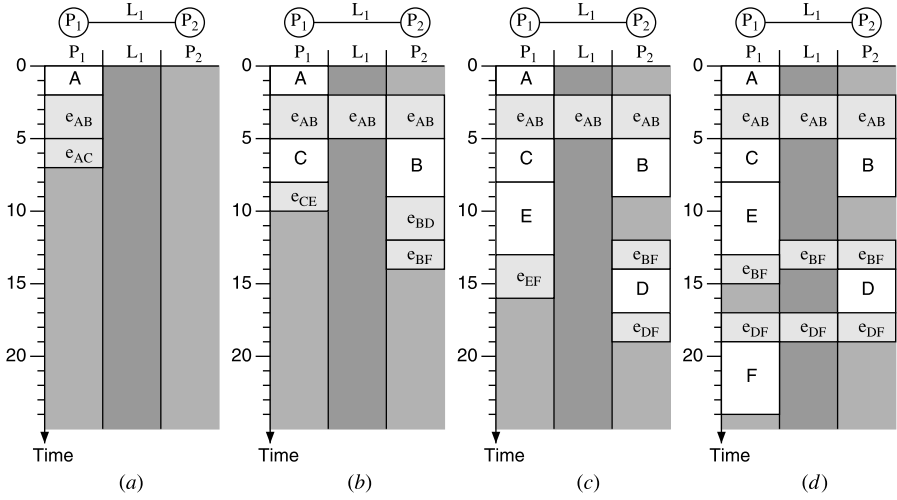 L1 L1 L1 L1
P1 P2 P1 P2 P1 P2 P1 P2
P1 L1 P2 P1 L1 P2 P1 L1 P2 P1 L1 P2
0 0 0 0
A A A A
eAB eAB eAB eAB eAB eAB eAB eAB eAB eAB
5 5 5 5
eAC C B C B C B
eCE
10 10 10 10
eBD E E
eBF eBF eBF eBF
eEF eBF
15 15 15 15
D D
eDF eDF eDF eDF
20 20 20 20
F
Time Time Time Time
(a) (b) (c) (d)